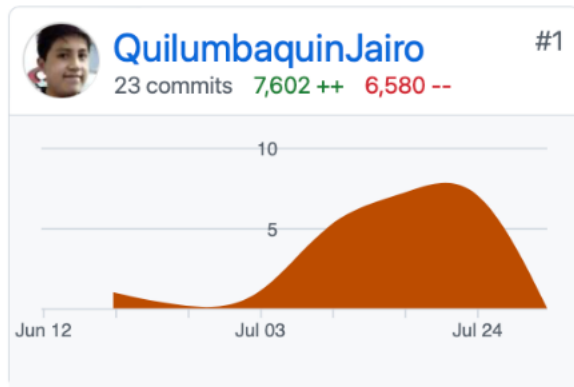 QuilumbaquinJairo #1
23 commits 7,602 ++ 6,580 --
10
5
Jun 12 Jul 03 Jul 24